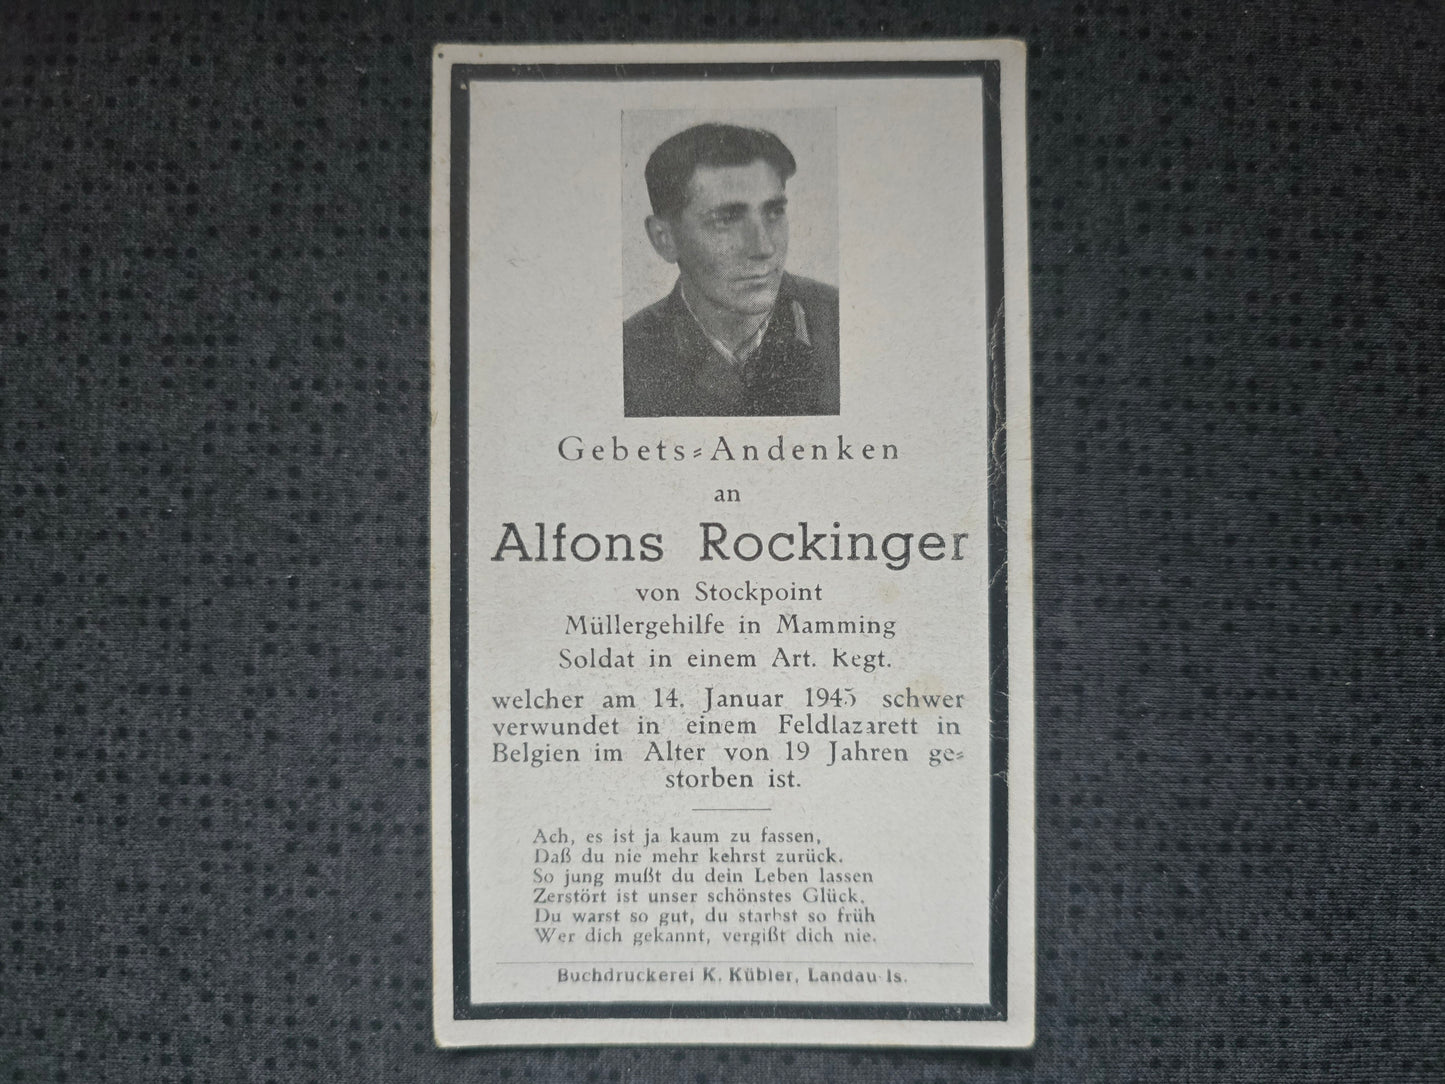 Gebets⸗Andenken
an
Alfons Rockinger
von Stockpoint
Müllergehilfe in Mamming
Soldat in einem Art. Regt.
welcher am 14. Januar 1945 schwer
verwundet in einem Feldlazarett in
Belgien im Alter von 19 Jahren ge⸗
storben ist.
Ach, es ist ja kaum zu fassen,
Daß du nie mehr kehrst zurück.
So jung mußt du dein Leben lassen
Zerstört ist unser schönstes Glück.
Du warst so gut, du starbst so früh
Wer dich gekannt, vergißt dich nie.
Buchdruckerei K. Kübler, Landau Is.